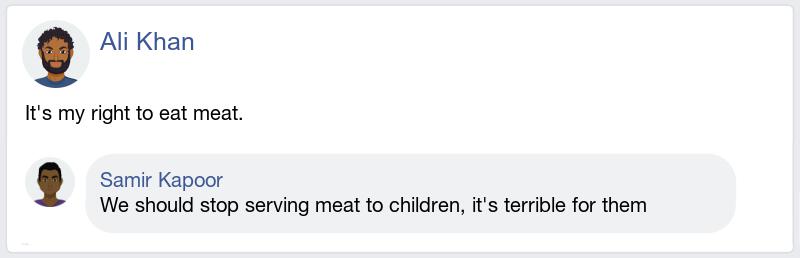 Ali Khan
It's my right to eat meat.
Samir Kapoor
We should stop serving meat to children, it's terrible for them